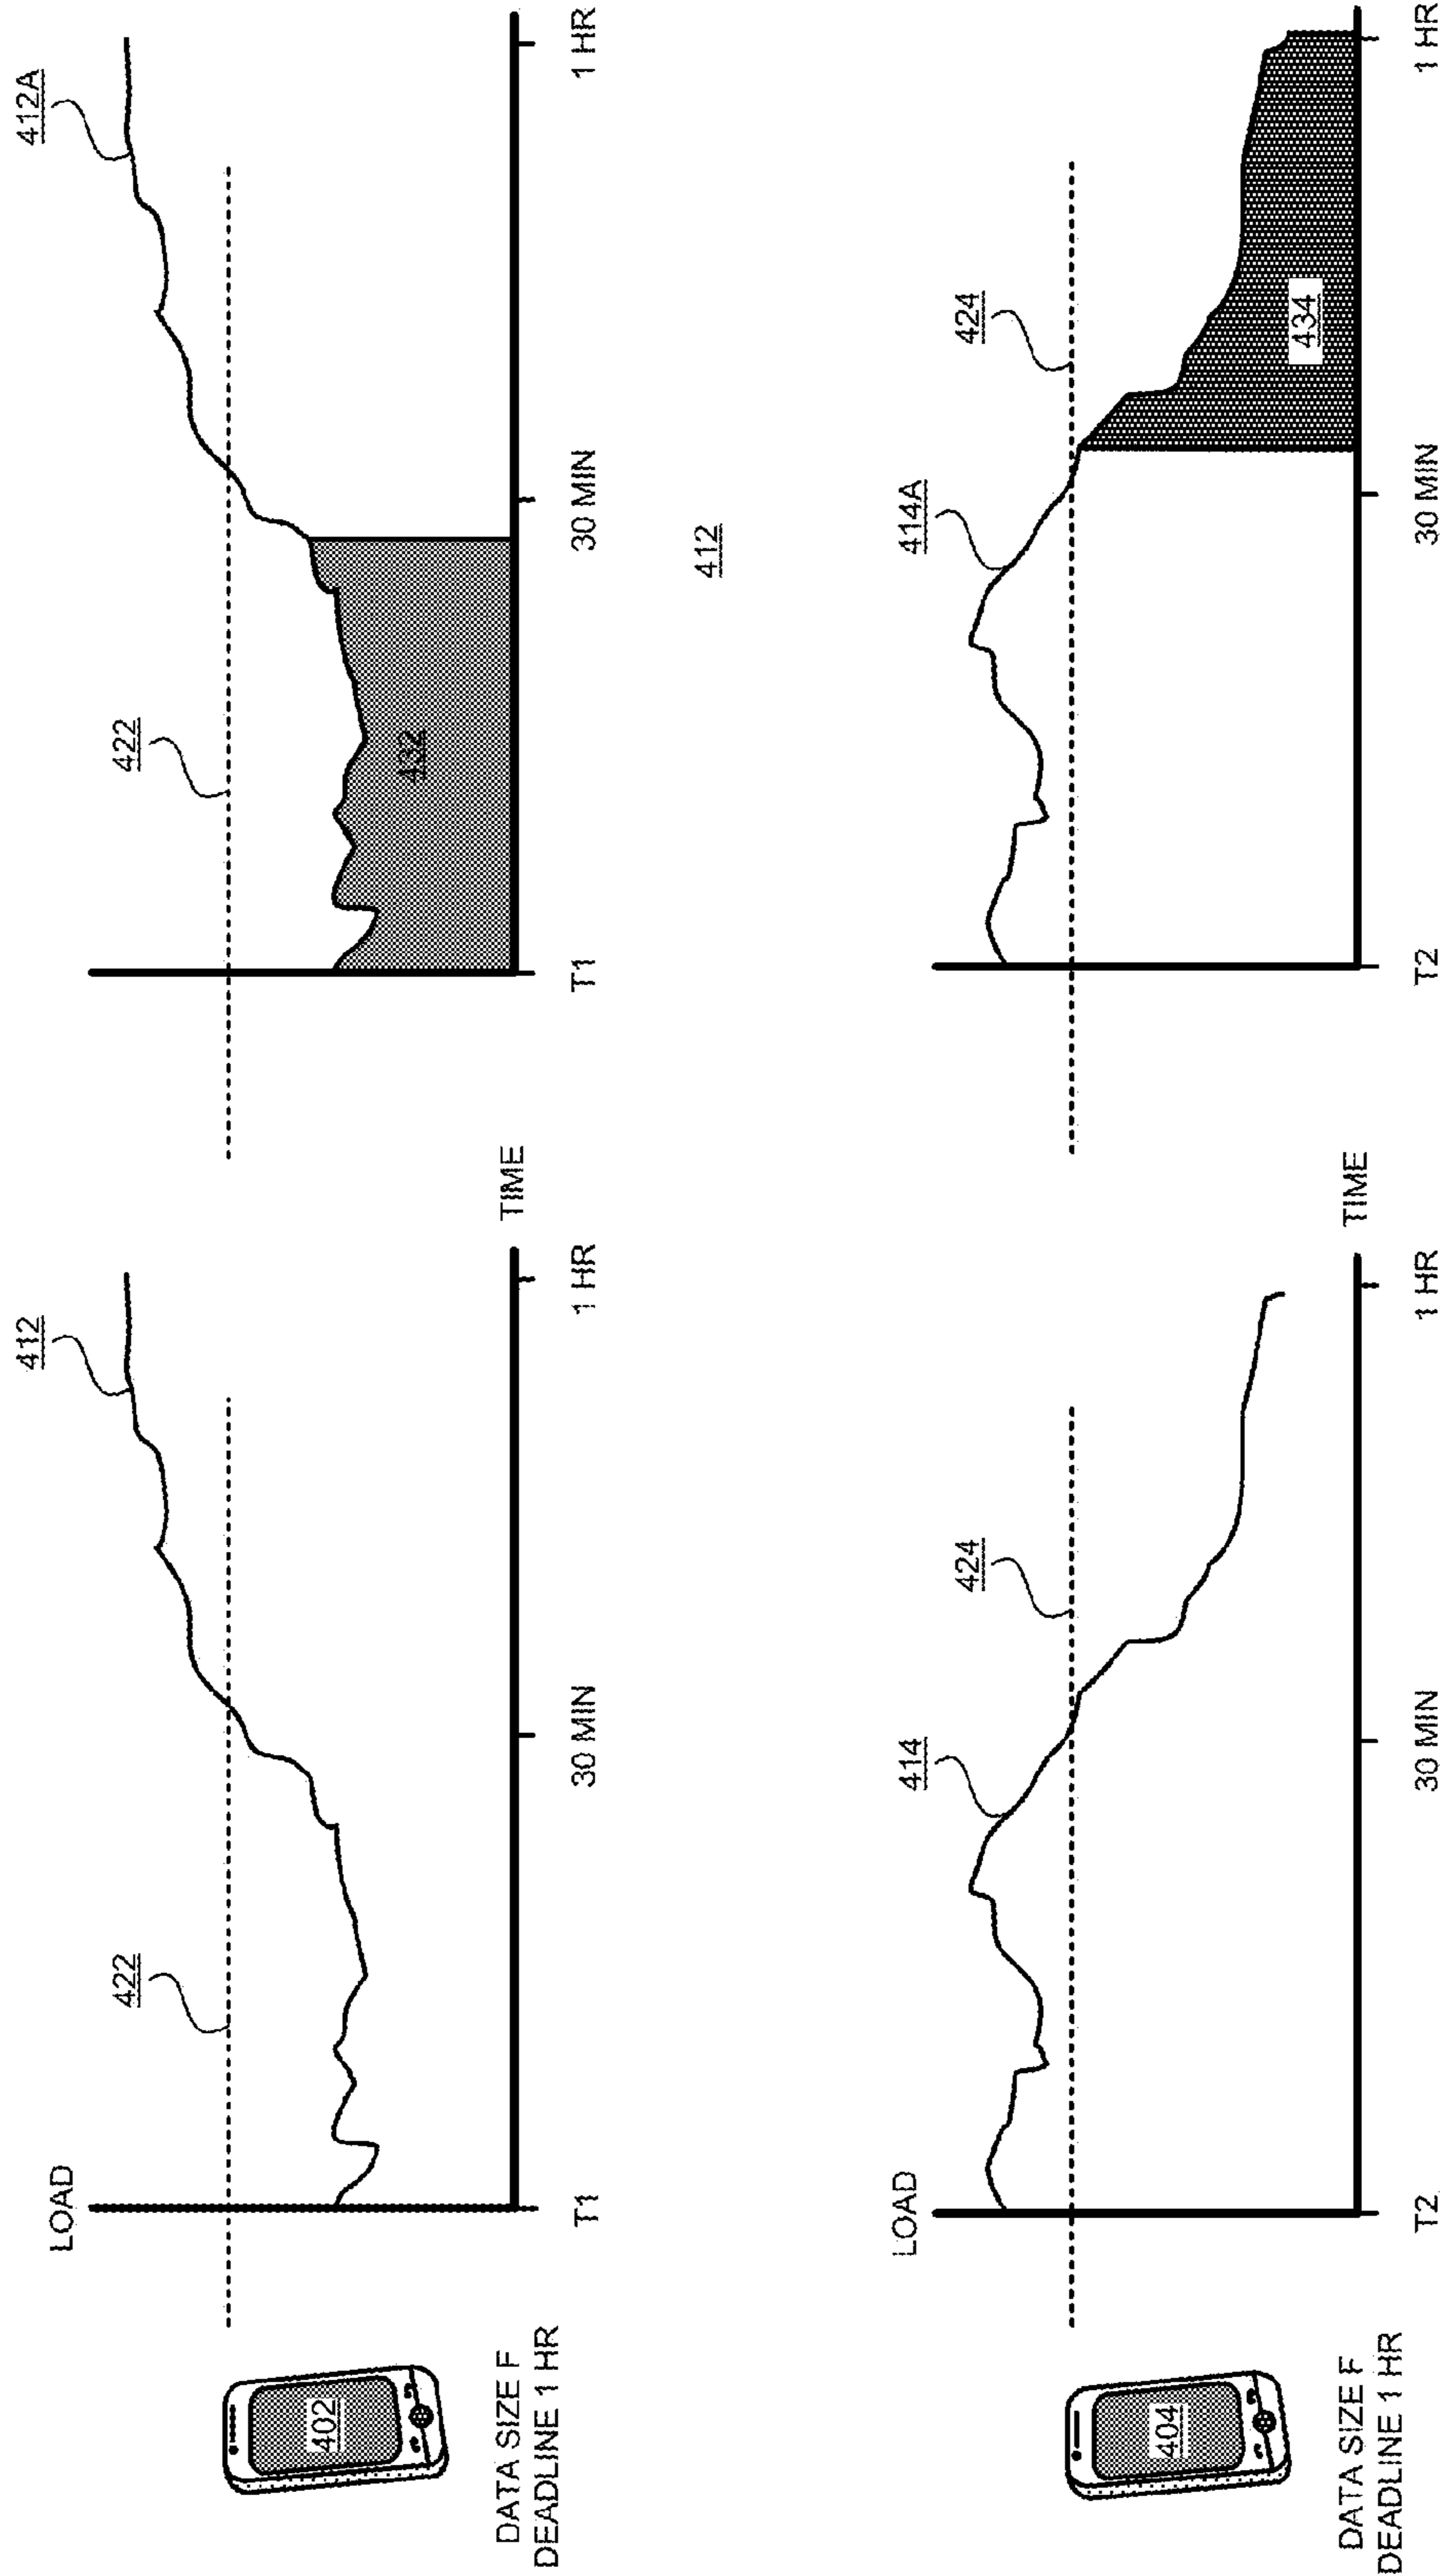 LOAD
412
422
402
DATA SIZE F
DEADLINE 1 HR
T1
30 MIN
1 HR
TIME
412A
422
432
T1
30 MIN
1 HR
412
LOAD
414
424
404
DATA SIZE F
DEADLINE 1 HR
T2
30 MIN
1 HR
TIME
414A
424
434
T2
30 MIN
1 HR